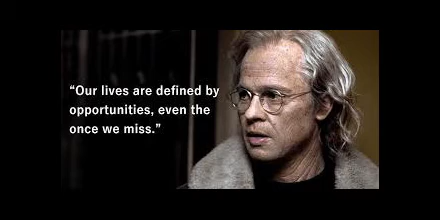 “Our lives are defined by
opportunities, even the
once we miss.”